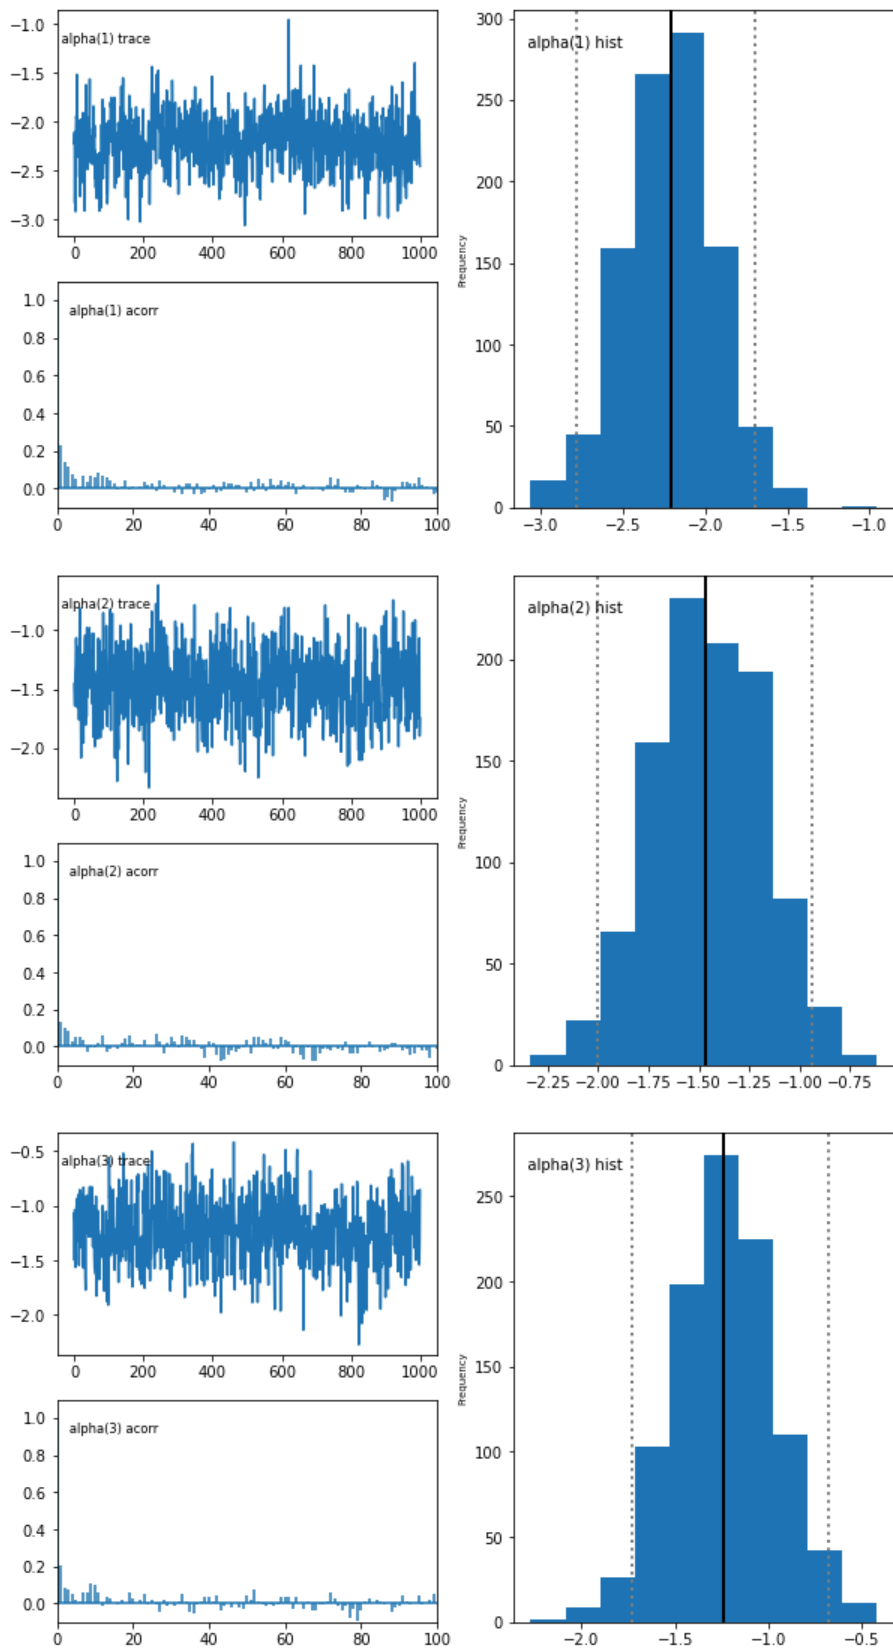 alpha(1) trace
−1.0
−1.5
−2.0
−2.5
−3.0
0 200 400 600 800 1000
alpha(1) acorr
1.0
0.8
0.6
0.4
0.2
0.0
0 20 40 60 80 100
alpha(1) hist
Frequency
300
250
200
150
100
50
0
−3.0 −2.5 −2.0 −1.5 −1.0
alpha(2) trace
−1.0
−1.5
−2.0
0 200 400 600 800 1000
alpha(2) acorr
1.0
0.8
0.6
0.4
0.2
0.0
0 20 40 60 80 100
alpha(2) hist
Frequency
200
150
100
50
0
−2.25 −2.00 −1.75 −1.50 −1.25 −1.00 −0.75
alpha(3) trace
−0.5
−1.0
−1.5
−2.0
0 200 400 600 800 1000
alpha(3) acorr
1.0
0.8
0.6
0.4
0.2
0.0
0 20 40 60 80 100
alpha(3) hist
Frequency
250
200
150
100
50
0
−2.0 −1.5 −1.0 −0.5